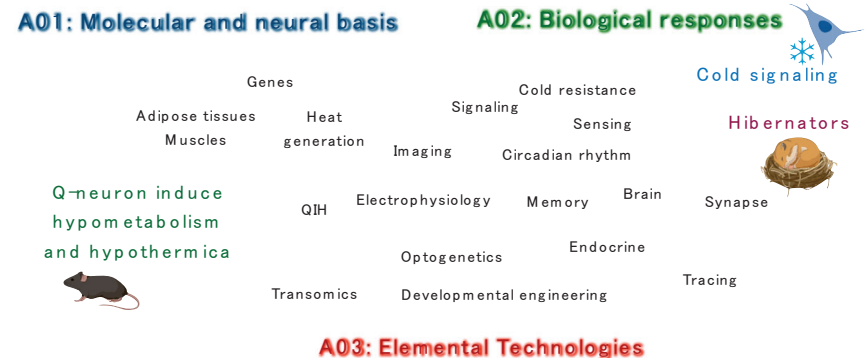 A01: Molecular and neural basis
A02: Biological responses
Cold signaling
Genes
Cold resistance
Signaling
Adipose tissues
Heat
generation
Sensing
Hibernators
Muscles
Imaging
Circadian rhythm
Q-neuron induce
hypometabolism
and hypothermica
QIH
Electrophysiology
Memory
Brain
Synapse
Optogenetics
Endocrine
Tracing
Transomics
Developmental engineering
A03: Elemental Technologies